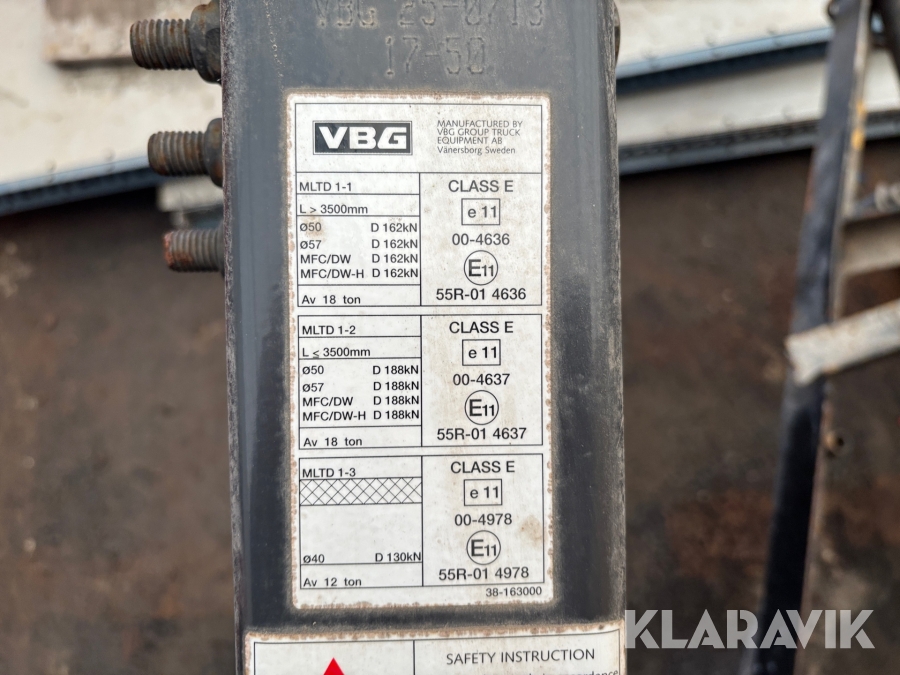 VBG 25-0713
17-50
VBG
MANUFACTURED BY
VBG GROUP TRUCK
EQUIPMENT AB
Vänersborg Sweden
MLTD 1-1
L > 3500mm
ø50 D 162kN
ø57 D 162kN
MFC/DW D 162kN
MFC/DW-H D 162kN
Av 18 ton
CLASS E
e 11
00-4636
E11
55R-01 4636
MLTD 1-2
L ≤ 3500mm
ø50 D 188kN
ø57 D 188kN
MFC/DW D 188kN
MFC/DW-H D 188kN
Av 18 ton
CLASS E
e 11
00-4637
E11
55R-01 4637
MLTD 1-3
ø40 D 130kN
Av 12 ton
CLASS E
e 11
00-4978
E11
55R-01 4978
38-163000
SAFETY INSTRUCTION
KLARAVIK